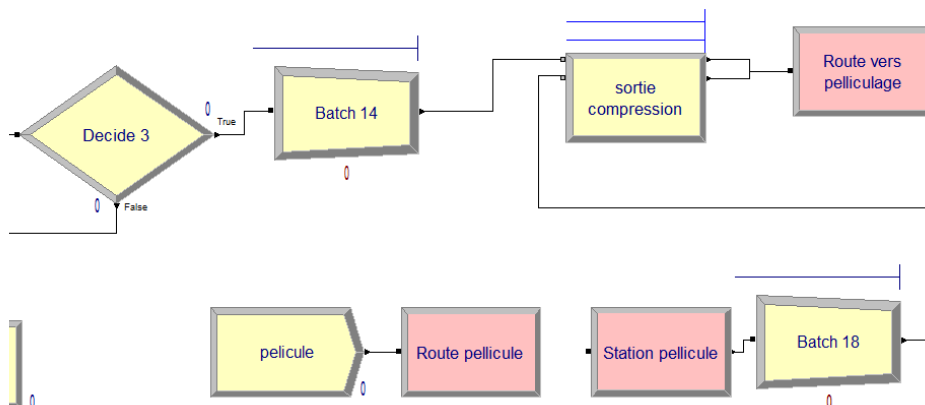 0
True
Decide 3
0
False
Batch 14
0
sortie
compression
Route vers
pelliculage
0
pelicule
0
Route pellicule
Station pellicule
Batch 18
0